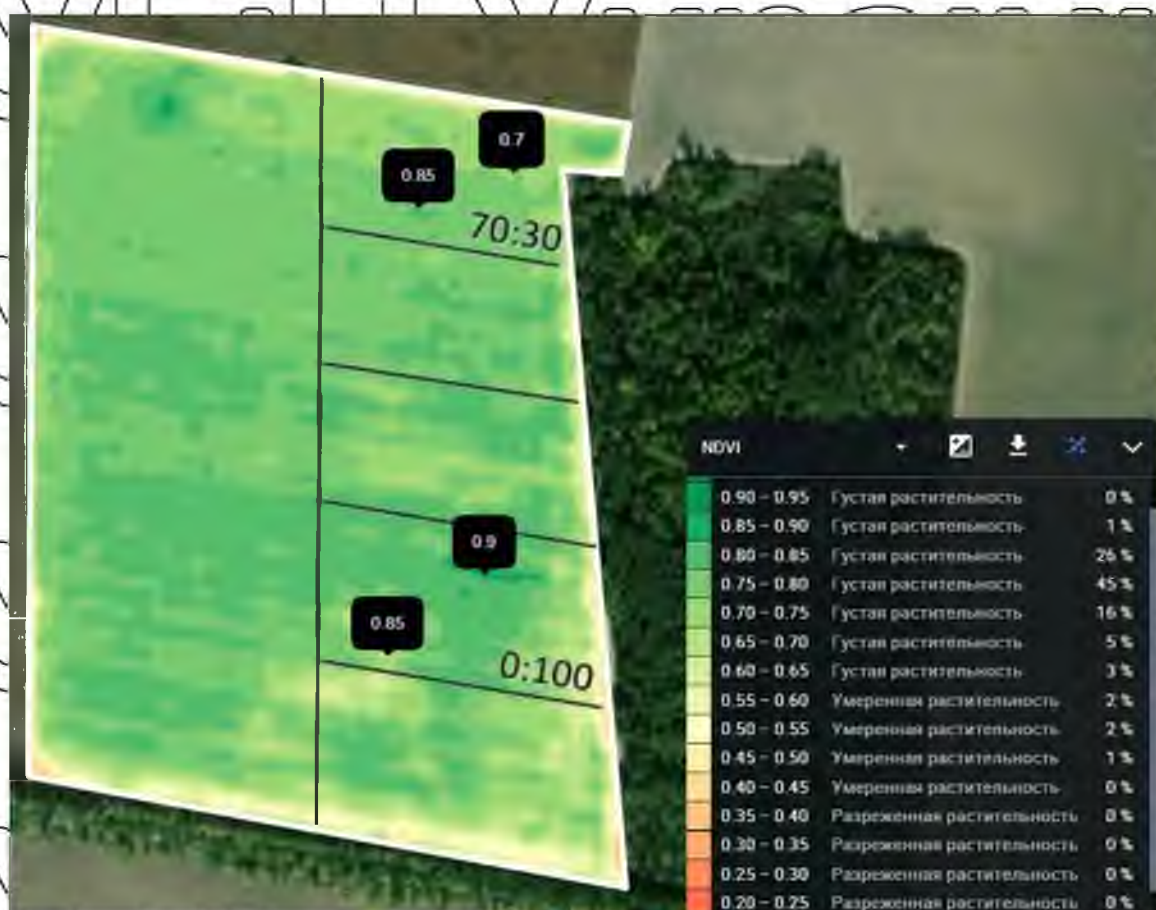 0.7
0.85
70:30
0.9
0.85
0:100
NDVI
0.90 – 0.95 Густая растительность 0 %
0.85 – 0.90 Густая растительность 1 %
0.80 – 0.85 Густая растительность 26 %
0.75 – 0.80 Густая растительность 45 %
0.70 – 0.75 Густая растительность 16 %
0.65 – 0.70 Густая растительность 5 %
0.60 – 0.65 Густая растительность 3 %
0.55 – 0.60 Умеренная растительность 2 %
0.50 – 0.55 Умеренная растительность 2 %
0.45 – 0.50 Умеренная растительность 1 %
0.40 – 0.45 Умеренная растительность 0 %
0.35 – 0.40 Разреженная растительность 0 %
0.30 – 0.35 Разреженная растительность 0 %
0.25 – 0.30 Разреженная растительность 0 %
0.20 – 0.25 Разреженная растительность 0 %